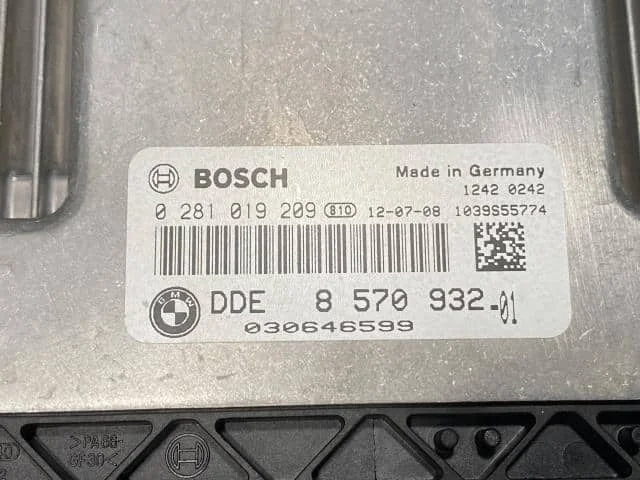 BOSCH Made in Germany
1242 0242
0 281 019 209 810 12-07-08 1039S55774
BMW DDE 8 570 932-01
030646599
>PA66-
GF30<